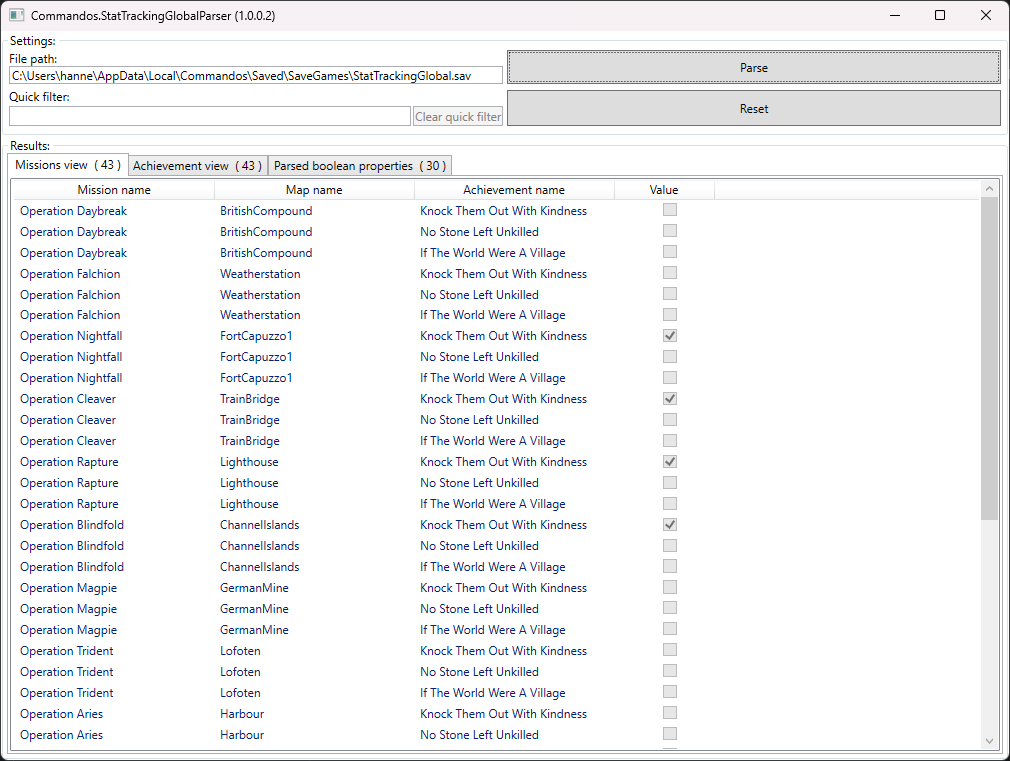 Commandos.StatTrackingGlobalParser (1.0.0.2)
Settings:
File path:
C:\Users\hanne\AppData\Local\Commandos\Saved\SaveGames\StatTrackingGlobal.sav
Parse
Quick filter:
Clear quick filter
Reset
Results:
Missions view ( 43 ) Achievement view ( 43 ) Parsed boolean properties ( 30 )
Mission name Map name Achievement name Value
Operation Daybreak BritishCompound Knock Them Out With Kindness
Operation Daybreak BritishCompound No Stone Left Unkilled
Operation Daybreak BritishCompound If The World Were A Village
Operation Falchion Weatherstation Knock Them Out With Kindness
Operation Falchion Weatherstation No Stone Left Unkilled
Operation Falchion Weatherstation If The World Were A Village
Operation Nightfall FortCapuzzo1 Knock Them Out With Kindness
Operation Nightfall FortCapuzzo1 No Stone Left Unkilled
Operation Nightfall FortCapuzzo1 If The World Were A Village
Operation Cleaver TrainBridge Knock Them Out With Kindness
Operation Cleaver TrainBridge No Stone Left Unkilled
Operation Cleaver TrainBridge If The World Were A Village
Operation Rapture Lighthouse Knock Them Out With Kindness
Operation Rapture Lighthouse No Stone Left Unkilled
Operation Rapture Lighthouse If The World Were A Village
Operation Blindfold ChannelIslands Knock Them Out With Kindness
Operation Blindfold ChannelIslands No Stone Left Unkilled
Operation Blindfold ChannelIslands If The World Were A Village
Operation Magpie GermanMine Knock Them Out With Kindness
Operation Magpie GermanMine No Stone Left Unkilled
Operation Magpie GermanMine If The World Were A Village
Operation Trident Lofoten Knock Them Out With Kindness
Operation Trident Lofoten No Stone Left Unkilled
Operation Trident Lofoten If The World Were A Village
Operation Aries Harbour Knock Them Out With Kindness
Operation Aries Harbour No Stone Left Unkilled